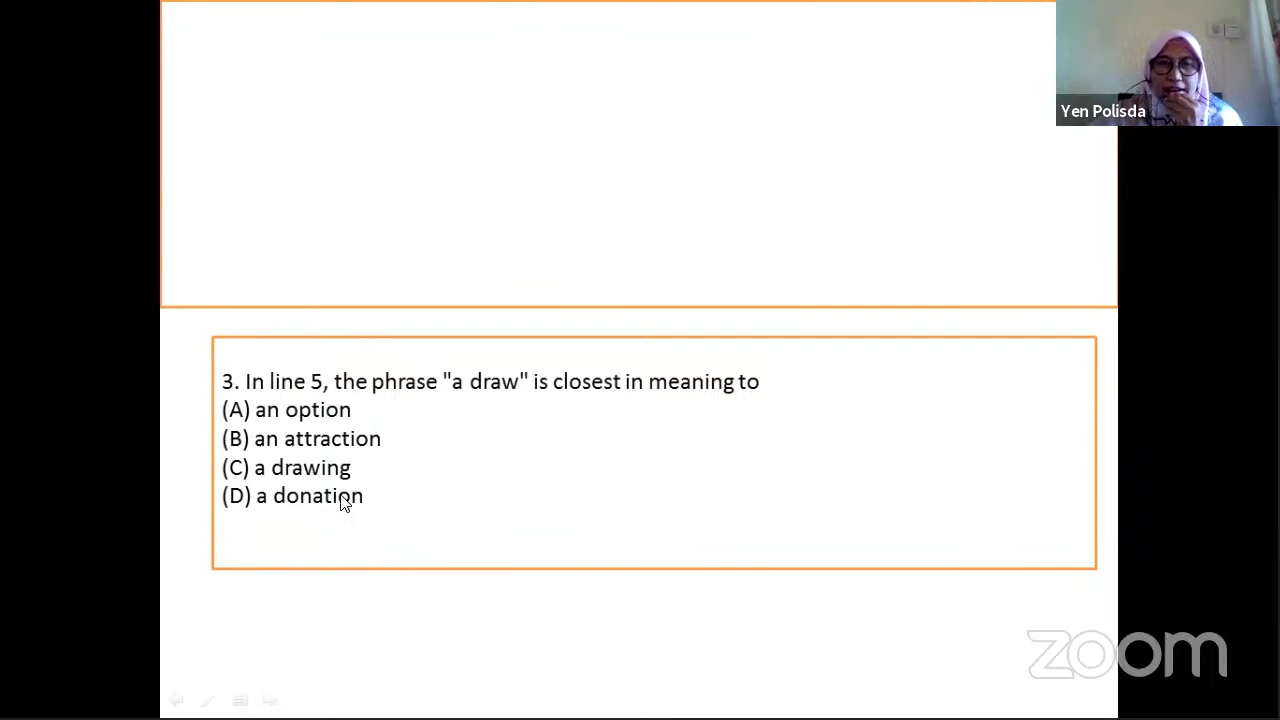 Yen Polisda
3. In line 5, the phrase "a draw" is closest in meaning to
(A) an option
(B) an attraction
(C) a drawing
(D) a donation
zoom